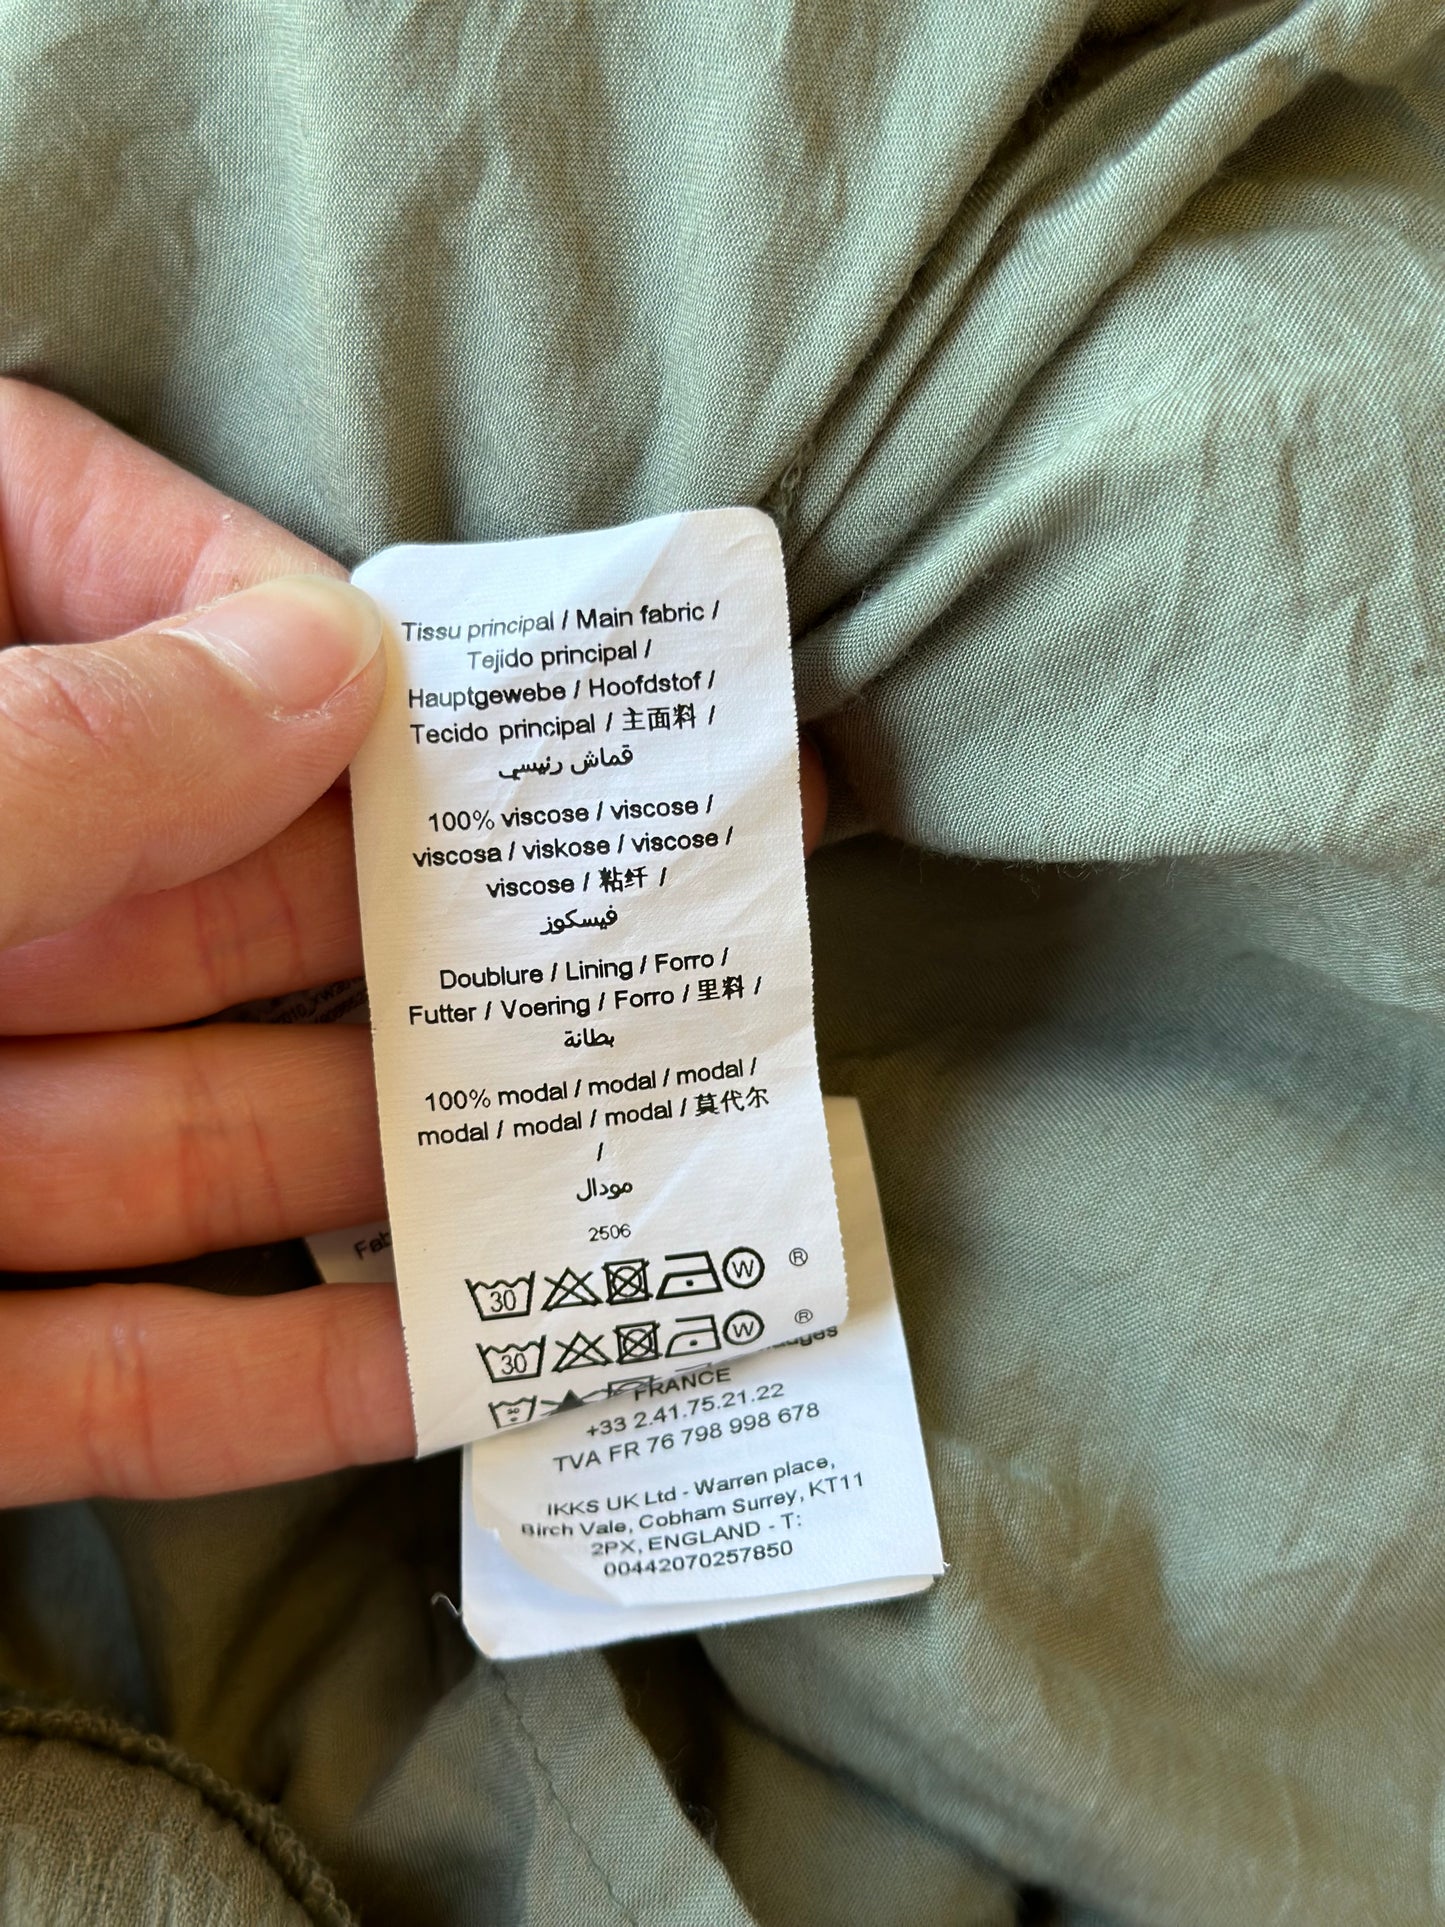 Tissu principal / Main fabric /
Tejido principal /
Hauptgewebe / Hoofdstof /
Tecido principal / 主面料 /
قماش رئيسي
100% viscose / viscose /
viscosa / viskose / viscose /
viscose / 粘纤 /
فيسكوز
Doublure / Lining / Forro /
Futter / Voering / Forro / 里料 /
بطانة
100% modal / modal / modal /
modal / modal / modal / 莫代尔
/
مودال
2506
30 W ®
30 W ®
FRANCE
+33 2.41.75.21.22
TVA FR 76 798 998 678
IKKS UK Ltd - Warren place,
Birch Vale, Cobham Surrey, KT11
2PX, ENGLAND - T:
00442070257850